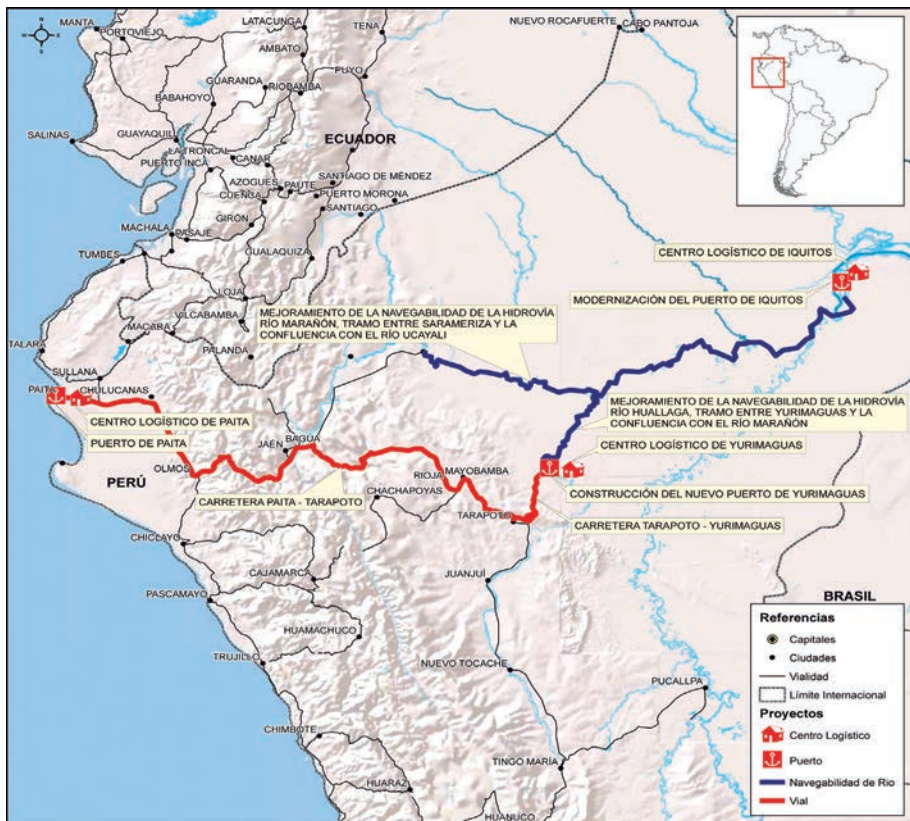 MANTA
PORTOVIEJO
LATACUNGA
TENA
NUEVO ROCAFUERTE
CABO PANTOJA
AMBATO
PUYO
GUARANDA
RIOBAMBA
BABAHOYO
SALINAS
GUAYAQUIL
ECUADOR
LA TRONCAL
PUERTO INCA
CAÑAR
SANTIAGO DE MÉNDEZ
AZOGUES
PAUTE
CUENCA
PUERTO MORONA
SANTIAGO
GIRÓN
MACHALA
PASAJE
GUALAQUIZA
TUMBES
LOJA
CENTRO LOGÍSTICO DE IQUITOS
MODERNIZACIÓN DEL PUERTO DE IQUITOS
VILCABAMBA
MACARÁ
MEJORAMIENTO DE LA NAVEGABILIDAD DE LA HIDROVÍA
RÍO MARAÑÓN, TRAMO ENTRE SARAMERIZA Y LA
CONFLUENCIA CON EL RÍO UCAYALI
TALARA
PALANDA
SULLANA
PAITA
CHULUCANAS
CENTRO LOGÍSTICO DE PAITA
PUERTO DE PAITA
MEJORAMIENTO DE LA NAVEGABILIDAD DE LA HIDROVÍA
RÍO HUALLAGA, TRAMO ENTRE YURIMAGUAS Y LA
CONFLUENCIA CON EL RÍO MARAÑÓN
CENTRO LOGÍSTICO DE YURIMAGUAS
BAGUA
JAÉN
OLMOS
PERÚ
RIOJA
MAYOBAMBA
CHACHAPOYAS
CARRETERA PAITA - TARAPOTO
CONSTRUCCIÓN DEL NUEVO PUERTO DE YURIMAGUAS
TARAPOTO
CARRETERA TARAPOTO - YURIMAGUAS
CHICLAYO
CAJAMARCA
JUANJUÍ
PASCAMAYO
BRASIL
HUAMACHUCO
TRUJILLO
NUEVO TOCACHE
PUCALLPA
CHIMBOTE
TINGO MARÍA
HUARAZ
HUANUCO
Referencias
Capitales
Ciudades
Vialidad
Límite Internacional
Proyectos
Centro Logístico
Puerto
Navegabilidad de Rio
Vial